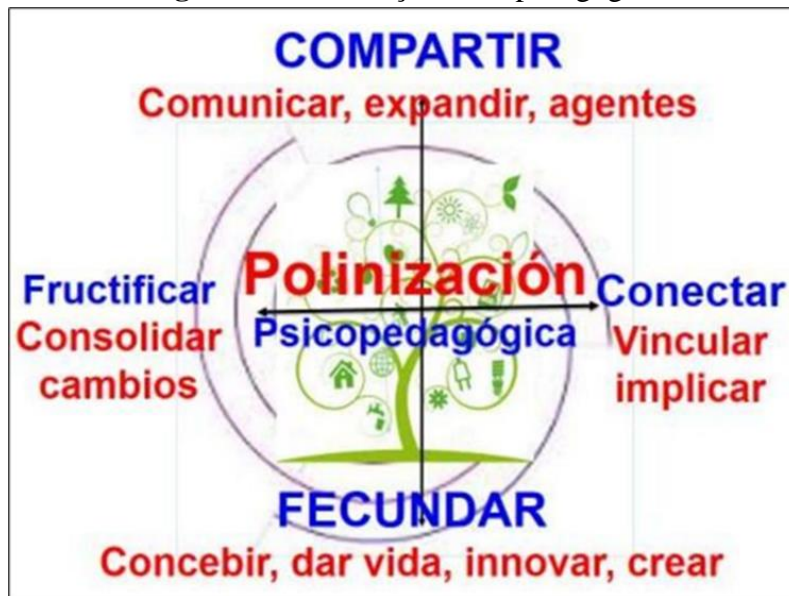 COMPARTIR
Comunicar, expandir, agentes
Polinización
Psicopedagógica
Fructificar
Consolidar
cambios
Conectar
Vincular
implicar
FECUNDAR
Concebir, dar vida, innovar, crear